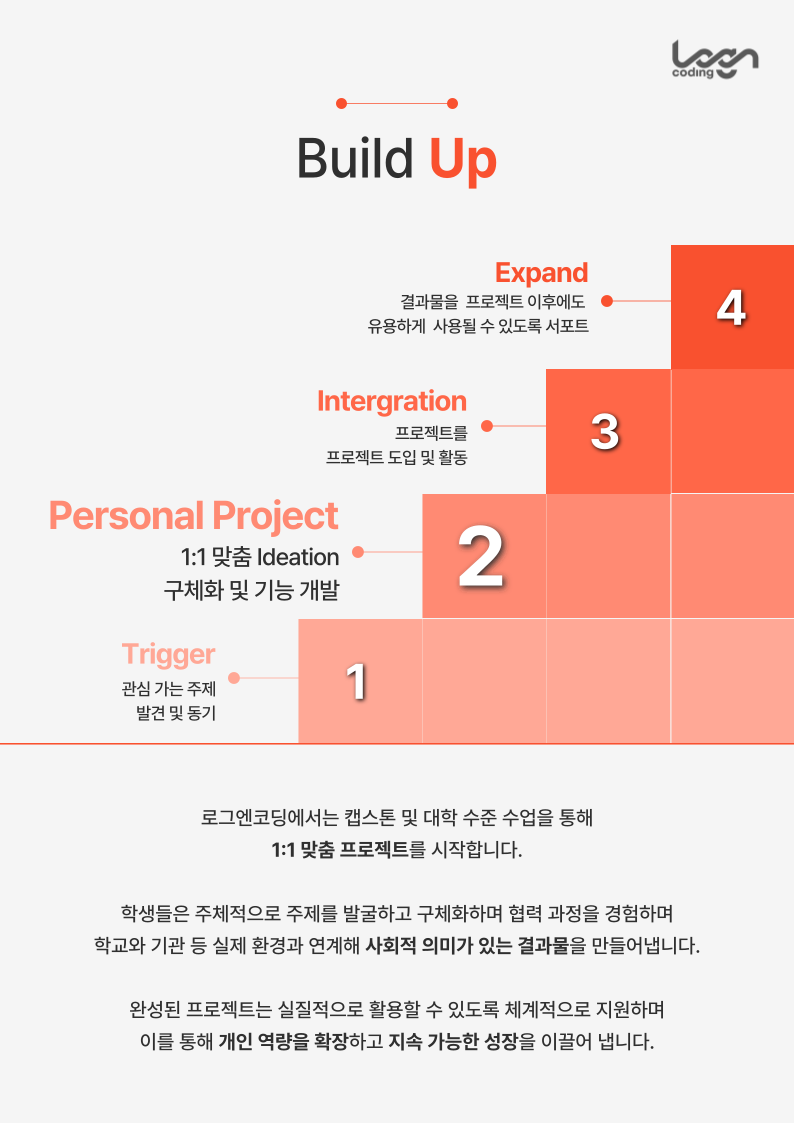 Logn
coding
Build Up
Expand
결과물을 프로젝트 이후에도
유용하게 사용될 수 있도록 서포트
4
Intergration
프로젝트를
프로젝트 도입 및 활동
3
Personal Project
1:1 맞춤 Ideation
구체화 및 기능 개발
2
Trigger
관심 가는 주제
발견 및 동기
1
로그엔코딩에서는 캡스톤 및 대학 수준 수업을 통해
1:1 맞춤 프로젝트를 시작합니다.
학생들은 주체적으로 주제를 발굴하고 구체화하며 협력 과정을 경험하며
학교와 기관 등 실제 환경과 연계해 사회적 의미가 있는 결과물을 만들어냅니다.
완성된 프로젝트는 실질적으로 활용할 수 있도록 체계적으로 지원하며
이를 통해 개인 역량을 확장하고 지속 가능한 성장을 이끌어 냅니다.